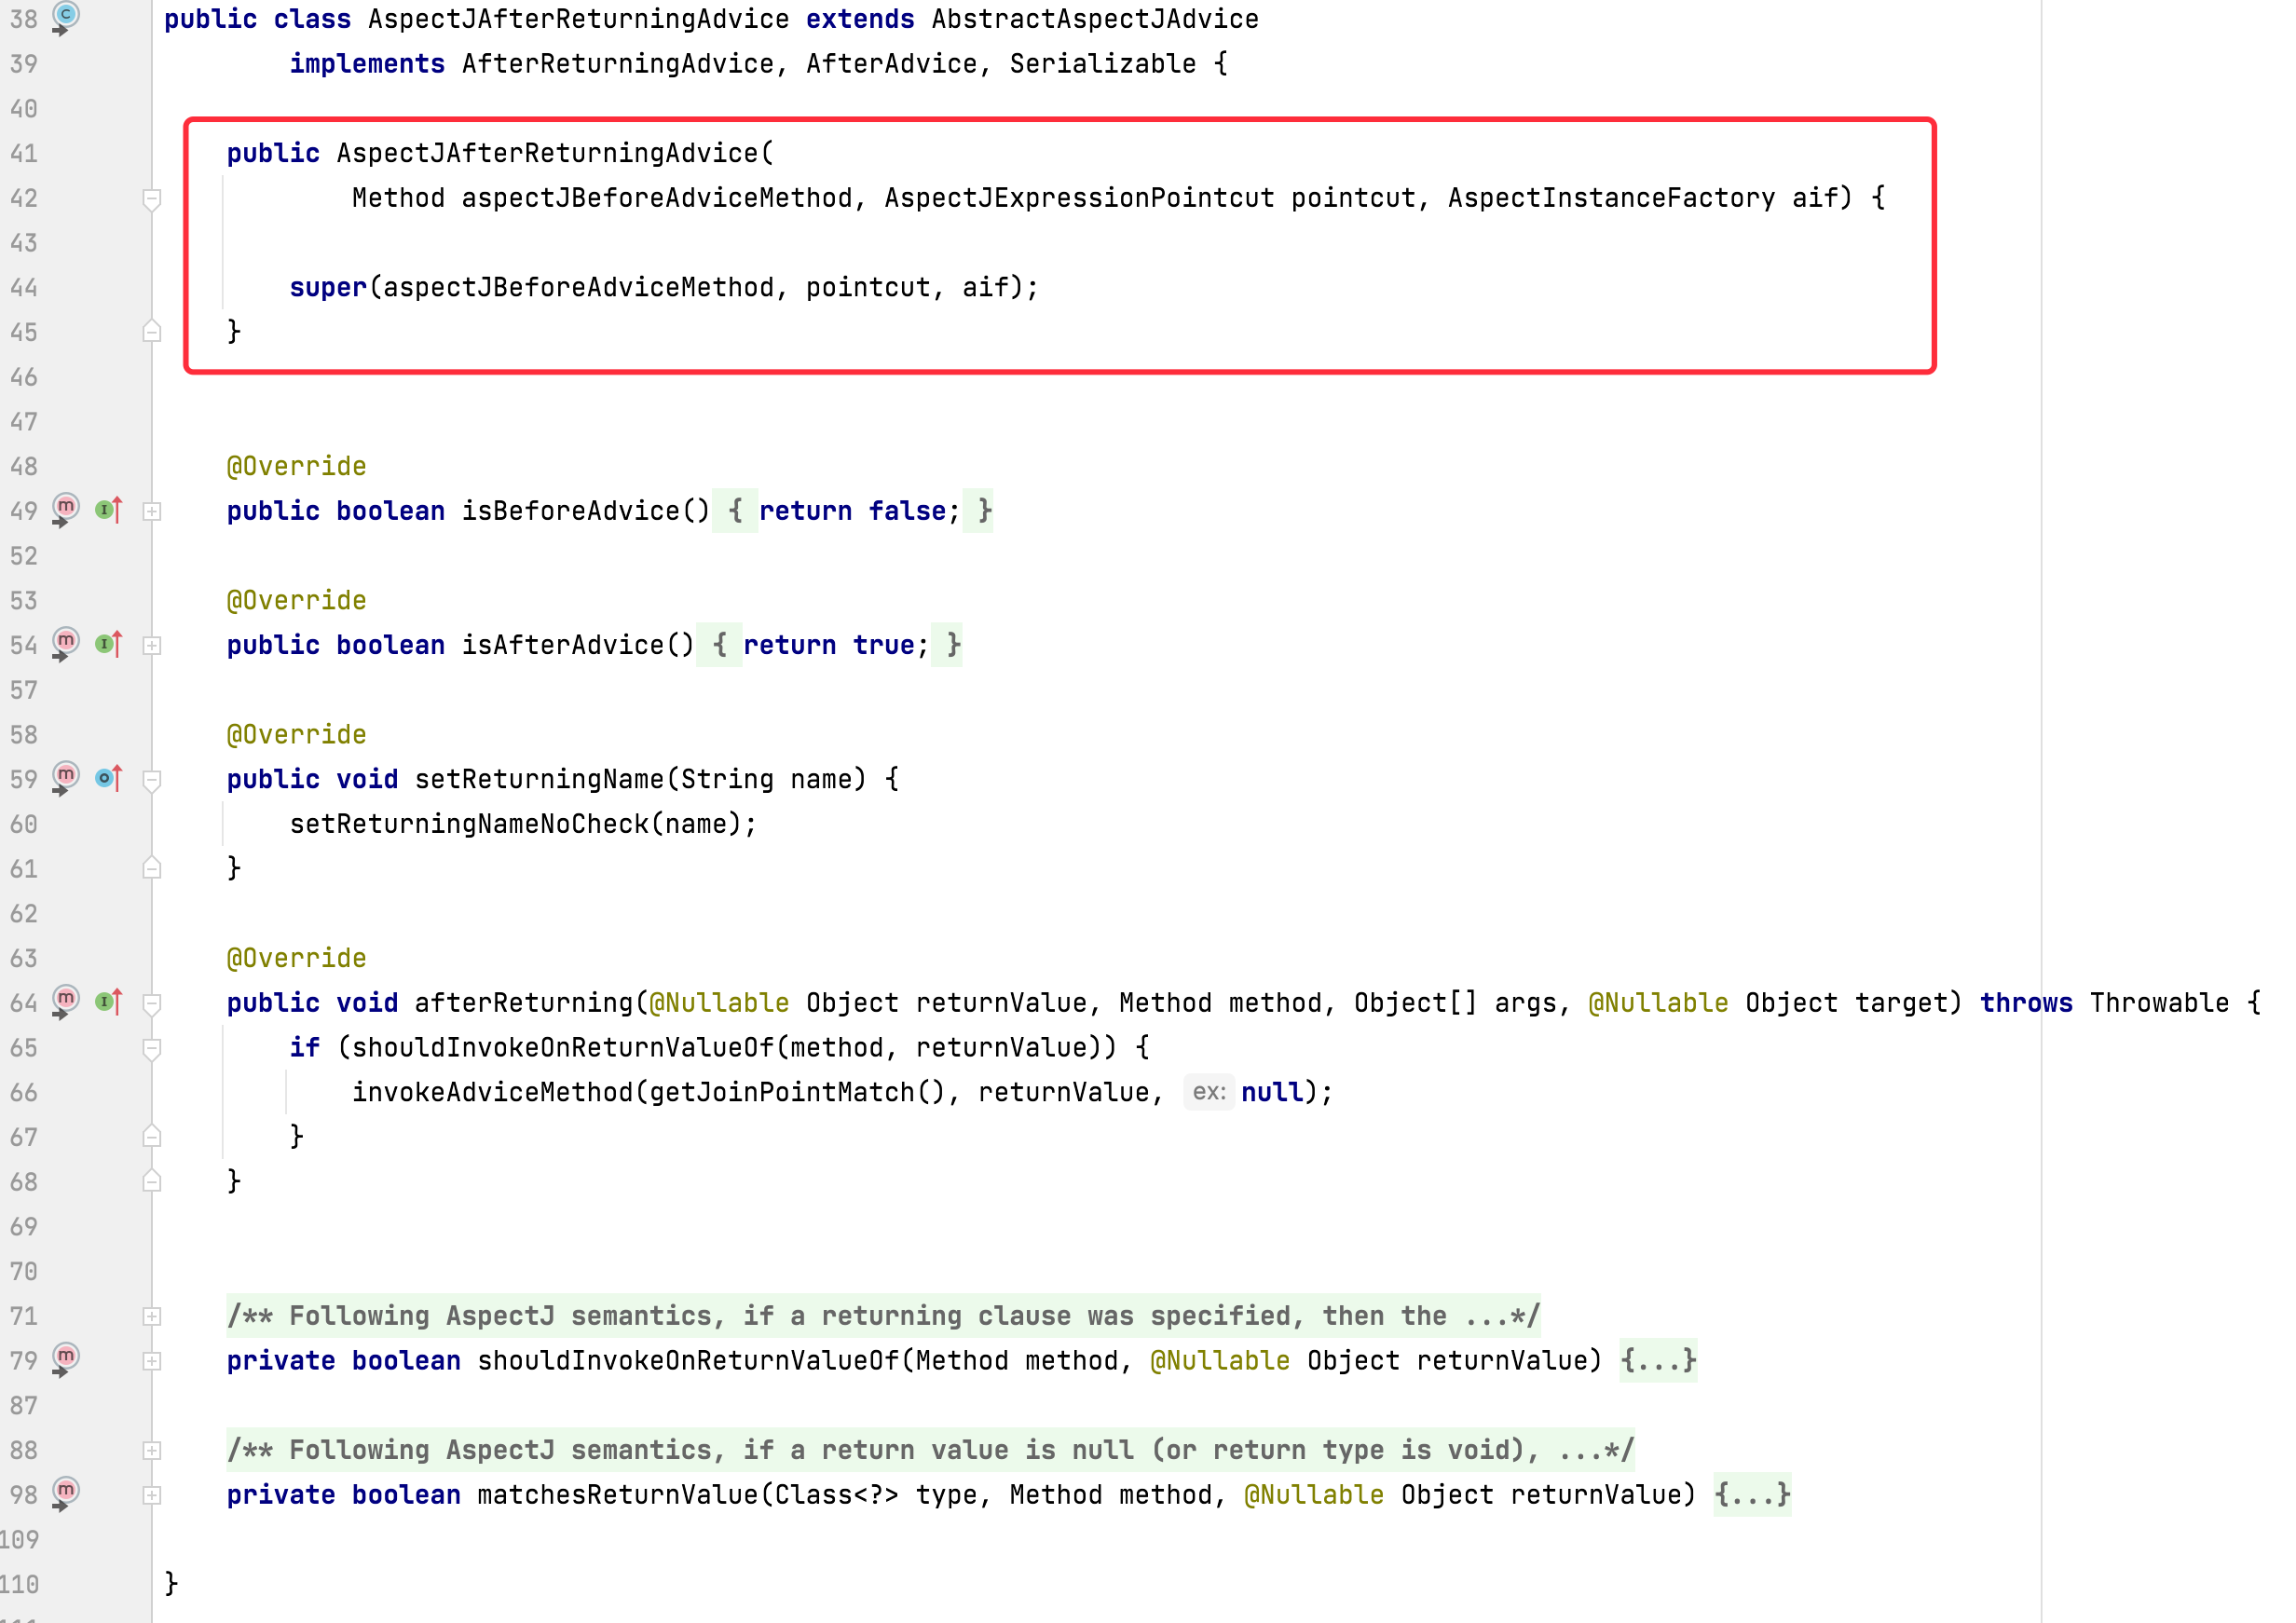 38 public class AspectJAfterReturningAdvice extends AbstractAspectJAdvice
39 implements AfterReturningAdvice, AfterAdvice, Serializable {
40
41 public AspectJAfterReturningAdvice(
42 Method aspectJBeforeAdviceMethod, AspectJExpressionPointcut pointcut, AspectInstanceFactory aif) {
43
44 super(aspectJBeforeAdviceMethod, pointcut, aif);
45 }
46
47
48 @Override
49 public boolean isBeforeAdvice() { return false; }
52
53 @Override
54 public boolean isAfterAdvice() { return true; }
57
58 @Override
59 public void setReturningName(String name) {
60 setReturningNameNoCheck(name);
61 }
62
63 @Override
64 public void afterReturning(@Nullable Object returnValue, Method method, Object[] args, @Nullable Object target) throws Throwable {
65 if (shouldInvokeOnReturnValueOf(method, returnValue)) {
66 invokeAdviceMethod(getJoinPointMatch(), returnValue, ex: null);
67 }
68 }
69
70
71 /** Following AspectJ semantics, if a returning clause was specified, then the ...*/
79 private boolean shouldInvokeOnReturnValueOf(Method method, @Nullable Object returnValue) {...}
87
88 /** Following AspectJ semantics, if a return value is null (or return type is void), ...*/
98 private boolean matchesReturnValue(Class<?> type, Method method, @Nullable Object returnValue) {...}
109
110 }